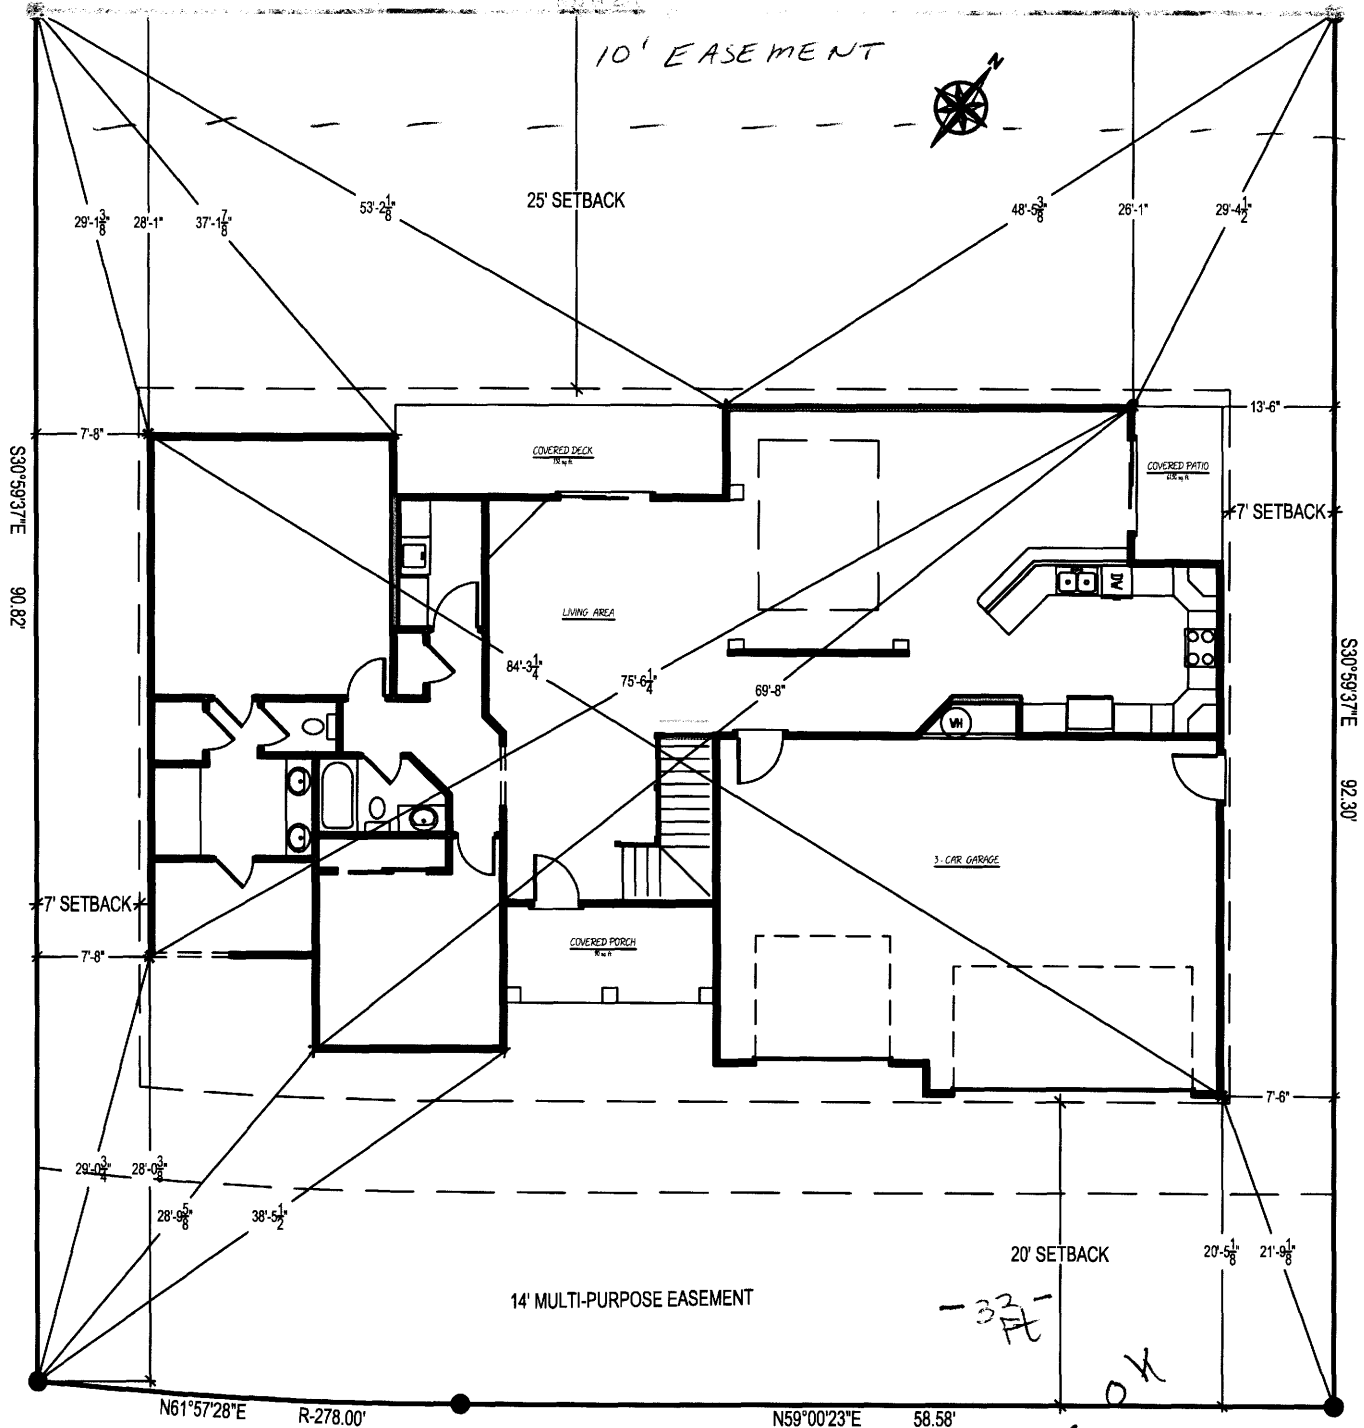 10' EASEMENT
N
25' SETBACK
29'-1 3/8"
28'-1"
37'-1 7/8"
53'-2 1/8"
48'-5 3/8"
26'-1"
29'-4 1/2"
7'-8"
13'-6"
COVERED DECK
COVERED PATIO
S30°59'37"E 90.82'
7' SETBACK
DW
LIVING AREA
84'-3 1/4"
75'-6 1/4"
69'-8"
S30°59'37"E 92.30'
WH
3-CAR GARAGE
7' SETBACK
COVERED PORCH
7'-8"
7'-6"
29'-0 3/4"
28'-0 3/8"
28'-9 5/8"
38'-5 1/2"
20' SETBACK
20'-5 1/8"
21'-9 1/8"
14' MULTI-PURPOSE EASEMENT
- 32 -
Ft
OK
N61°57'28"E R-278.00'
N59°00'23"E 58.58'